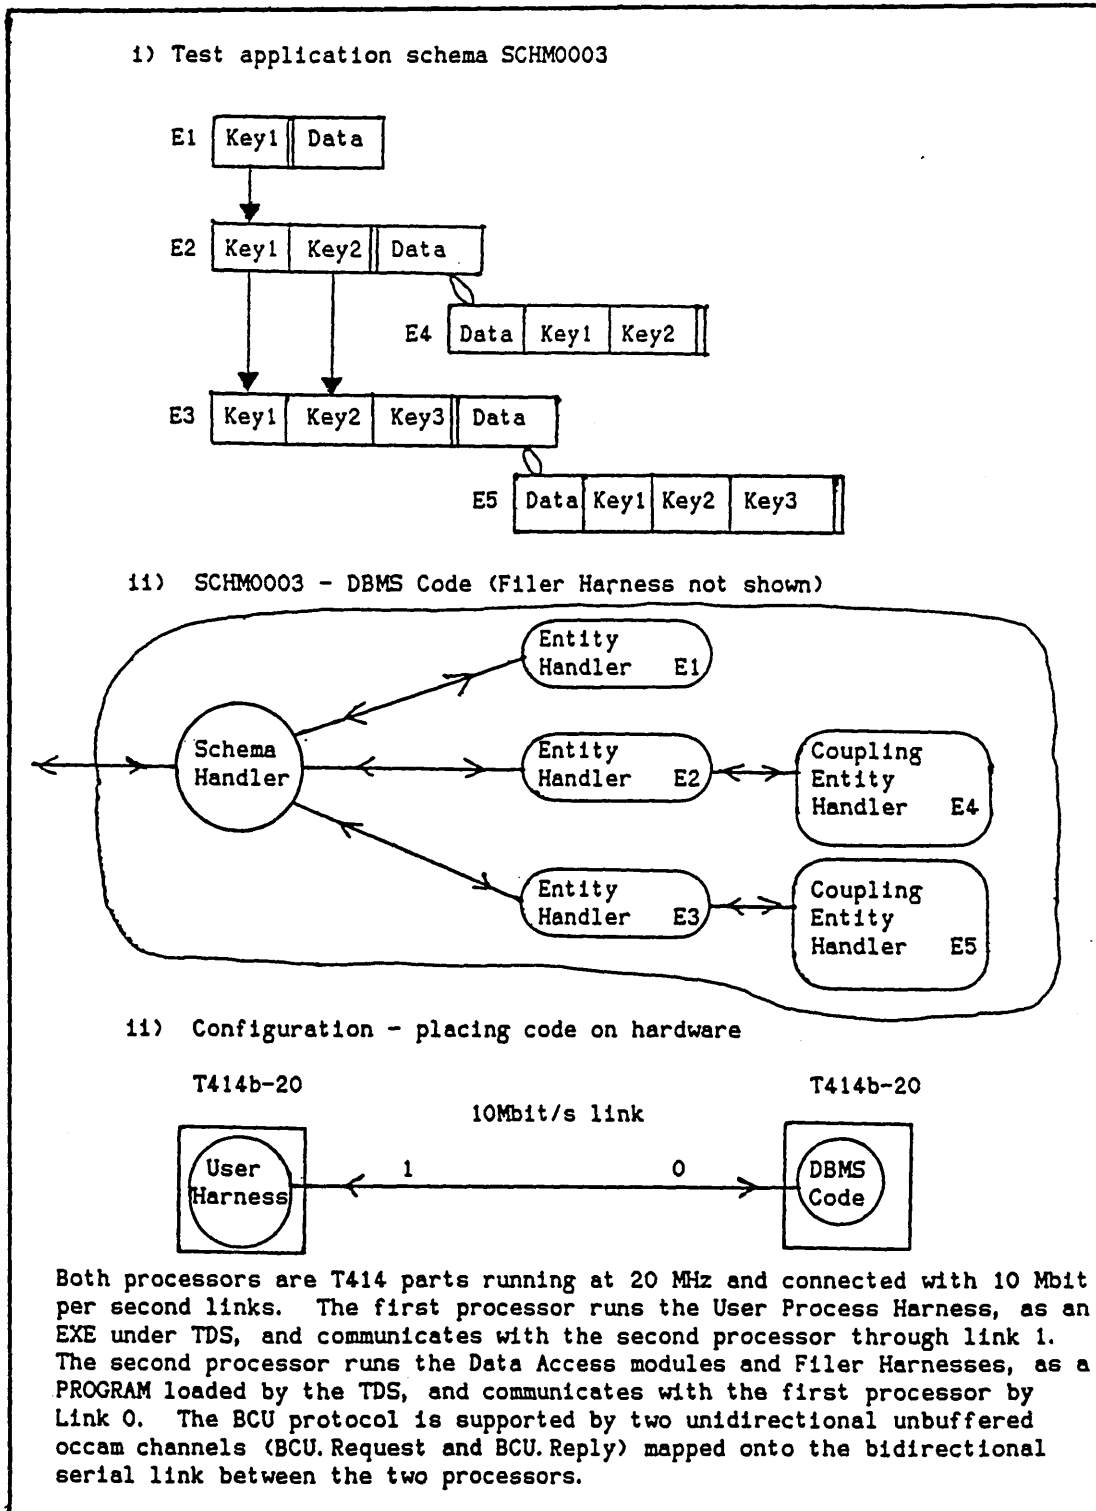 i) Test application schema SCHM0003
E1 Key1 Data
E2 Key1 Key2 Data
E4 Data Key1 Key2
E3 Key1 Key2 Key3 Data
E5 Data Key1 Key2 Key3
ii) SCHM0003 - DBMS Code (Filer Harness not shown)
Entity
Handler E1
Schema
Handler
Entity
Handler E2
Coupling
Entity
Handler E4
Entity
Handler E3
Coupling
Entity
Handler E5
ii) Configuration - placing code on hardware
T414b-20
T414b-20
10Mbit/s link
User
Harness
1
0
DBMS
Code
Both processors are T414 parts running at 20 MHz and connected with 10 Mbit
per second links. The first processor runs the User Process Harness, as an
EXE under TDS, and communicates with the second processor through link 1.
The second processor runs the Data Access modules and Filer Harnesses, as a
PROGRAM loaded by the TDS, and communicates with the first processor by
Link 0. The BCU protocol is supported by two unidirectional unbuffered
occam channels (BCU.Request and BCU.Reply) mapped onto the bidirectional
serial link between the two processors.